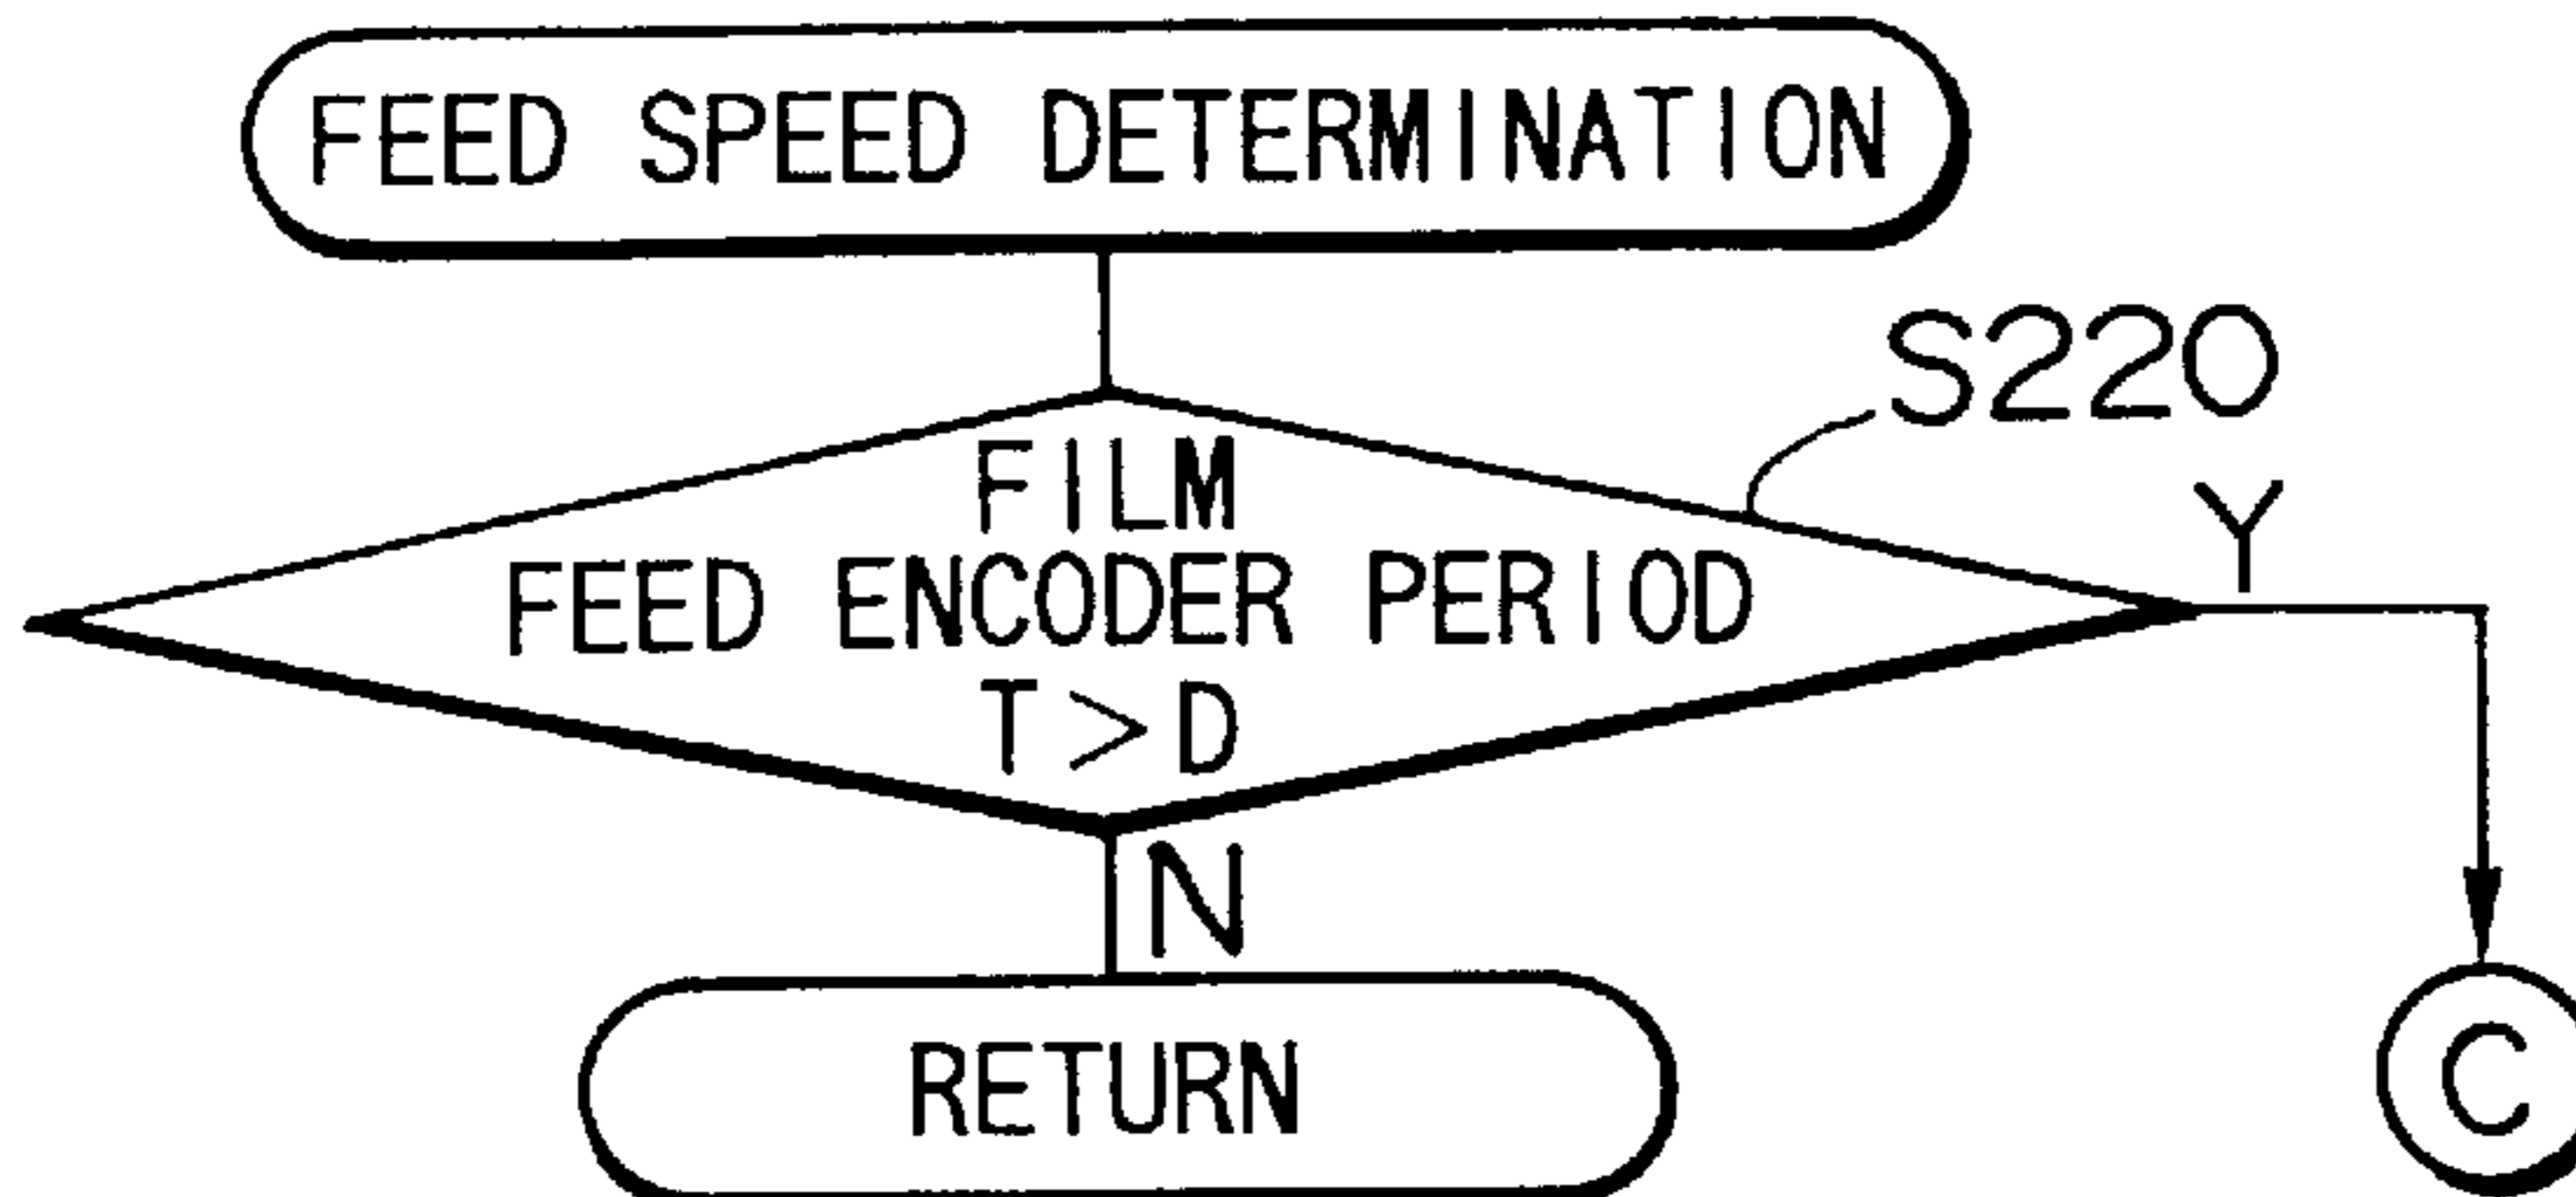 FEED SPEED DETERMINATION
S220
FILM
FEED ENCODER PERIOD
T>D
Y
N
RETURN
C